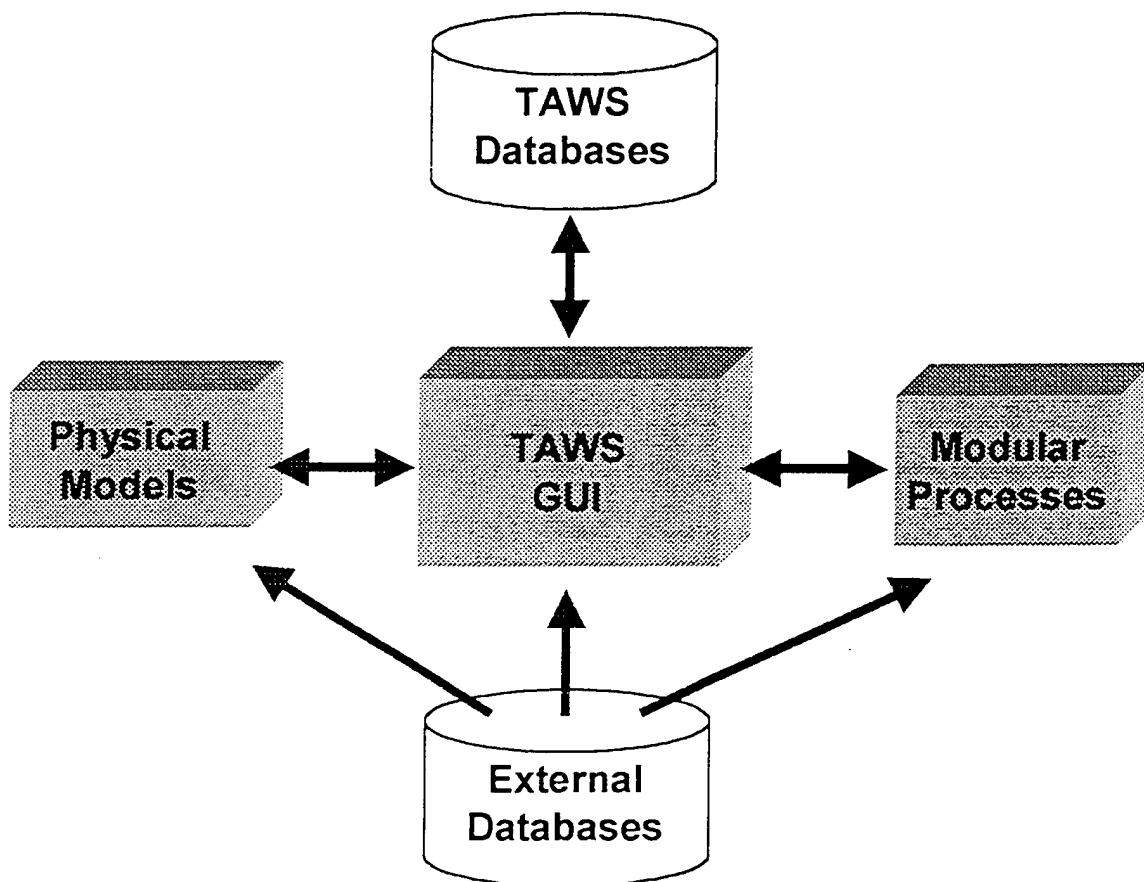 TAWS
Databases
Physical
Models
TAWS
GUI
Modular
Processes
External
Databases